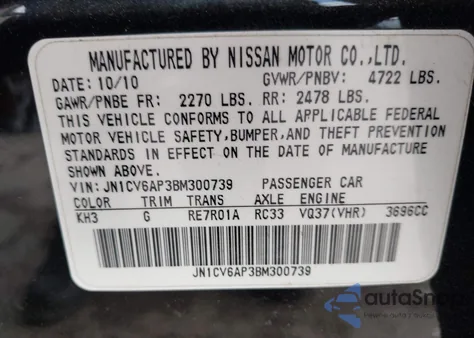 MANUFACTURED BY NISSAN MOTOR CO.,LTD.
DATE: 10/10 GVWR/PNBV: 4722 LBS.
GAWR/PNBE FR: 2270 LBS. RR: 2478 LBS.
THIS VEHICLE CONFORMS TO ALL APPLICABLE FEDERAL
MOTOR VEHICLE SAFETY,BUMPER,AND THEFT PREVENTION
STANDARDS IN EFFECT ON THE DATE OF MANUFACTURE
SHOWN ABOVE.
VIN:JN1CV6AP3BM300739 PASSENGER CAR
COLOR TRIM TRANS AXLE ENGINE
KH3 G RE7R01A RC33 VQ37(VHR) 3696CC
JN1CV6AP3BM300739
autaSnap